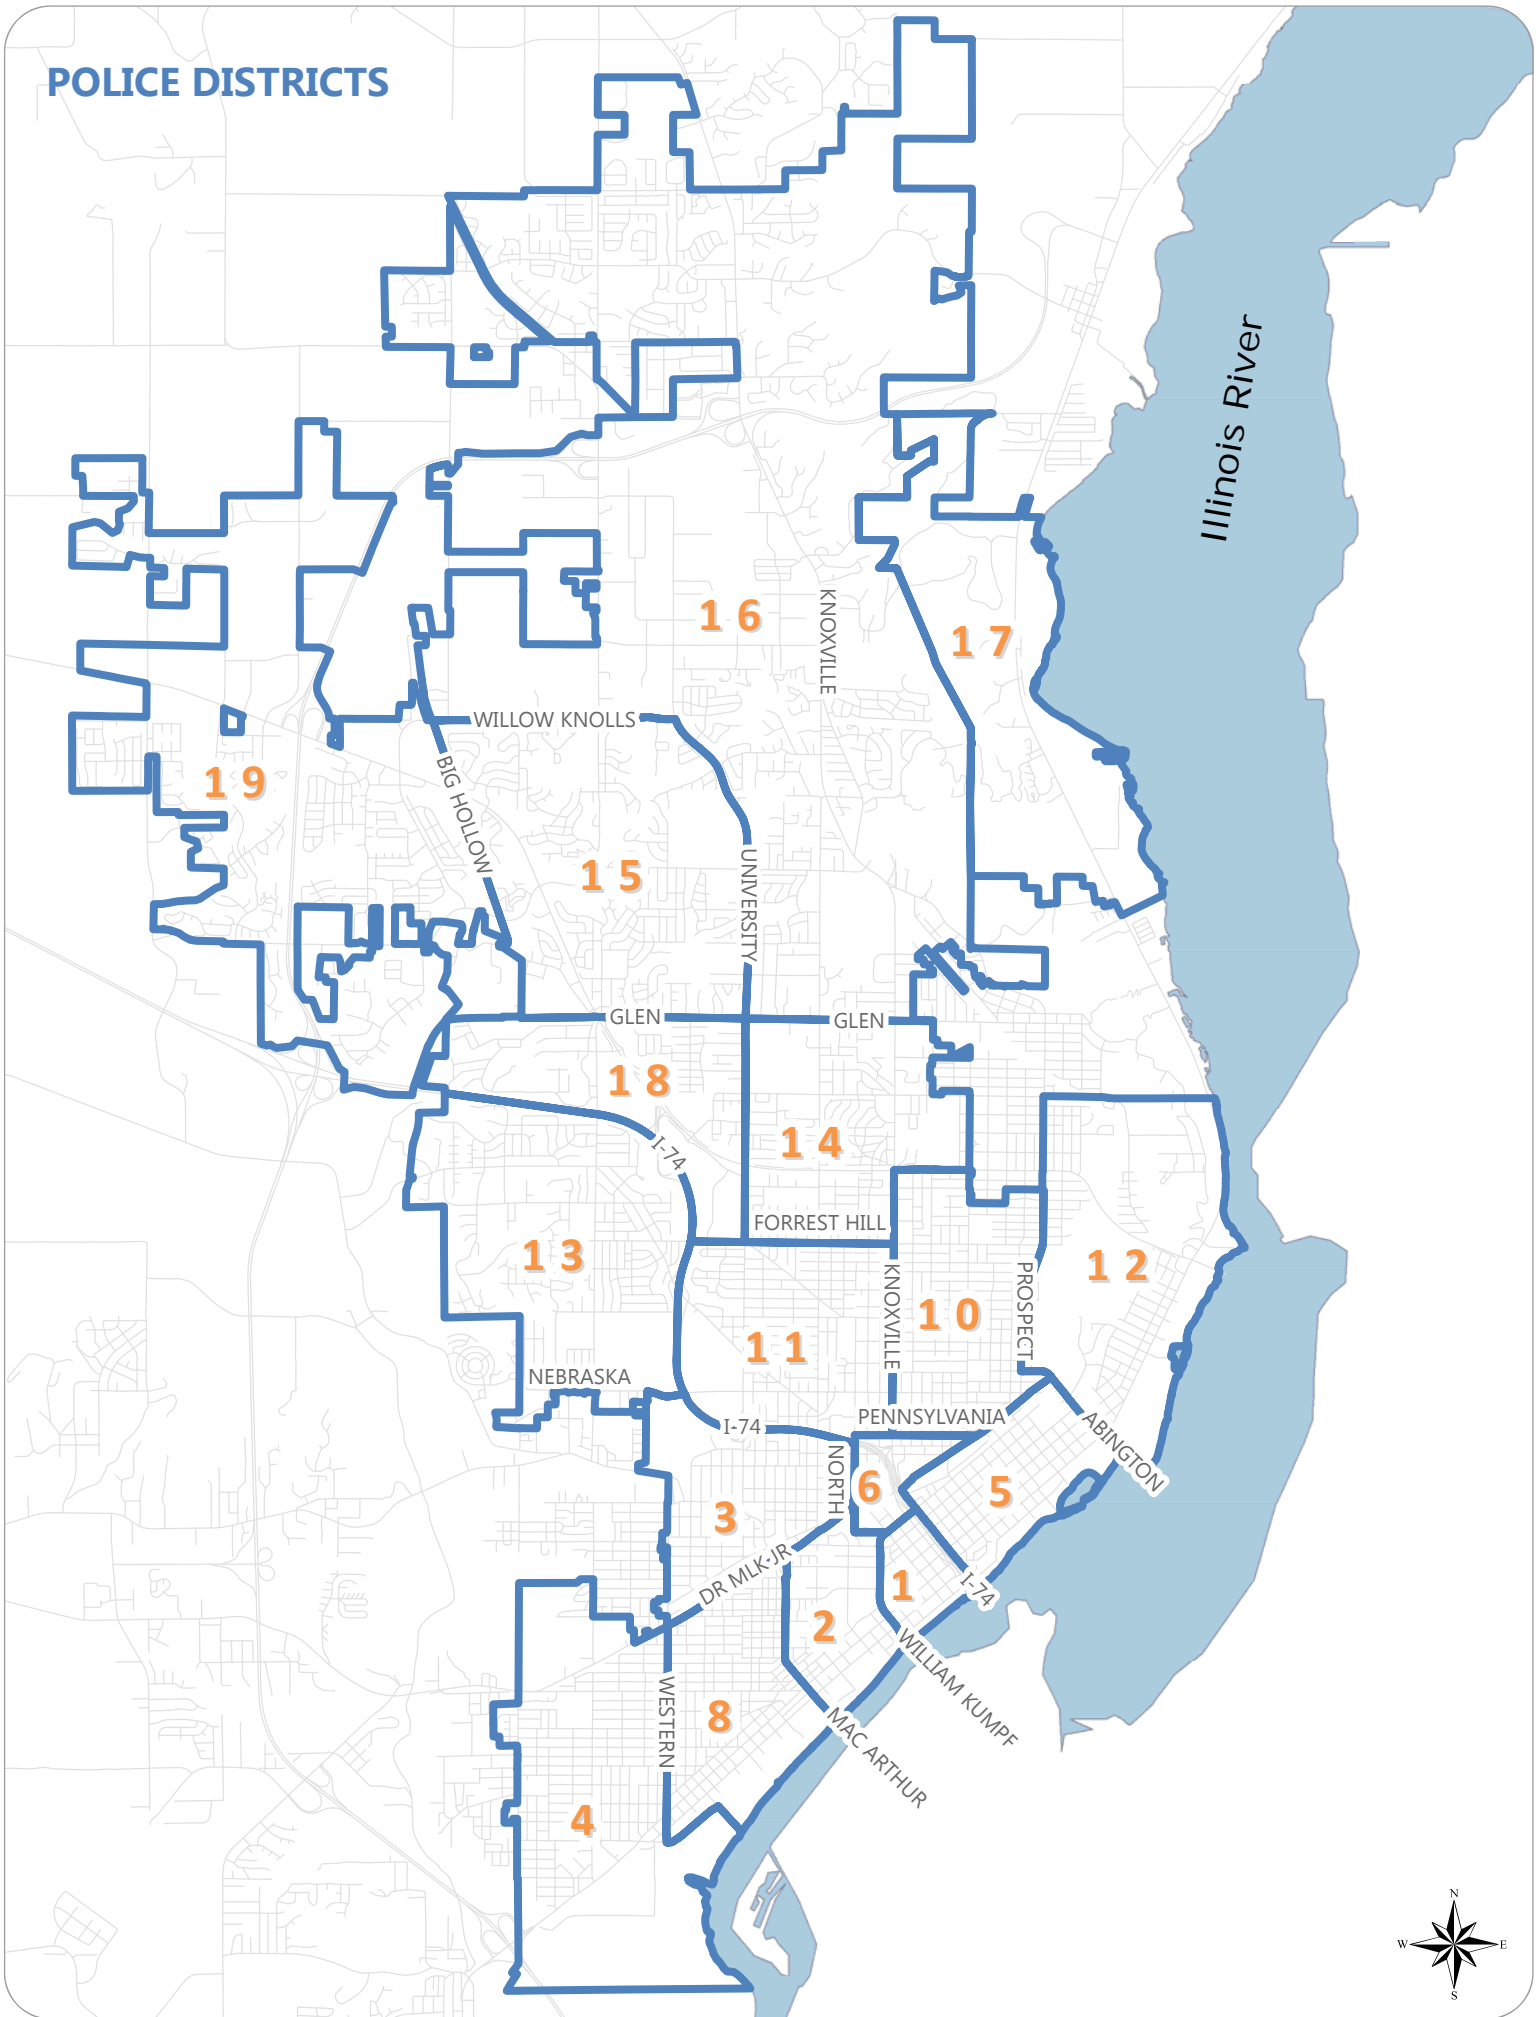 POLICE DISTRICTS
Illinois River
16
KNOXVILLE
17
WILLOW KNOLLS
19
BIG HOLLOW
15
UNIVERSITY
GLEN
GLEN
18
14
I-74
FORREST HILL
13
12
KNOXVILLE
10
PROSPECT
11
NEBRASKA
PENNSYLVANIA
I-74
ABINGTON
NORTH
6
5
3
DR MLK-JR
1
I-74
2
WILLIAM KUMPF
WESTERN
8
MAC ARTHUR
4
N
W
E
S